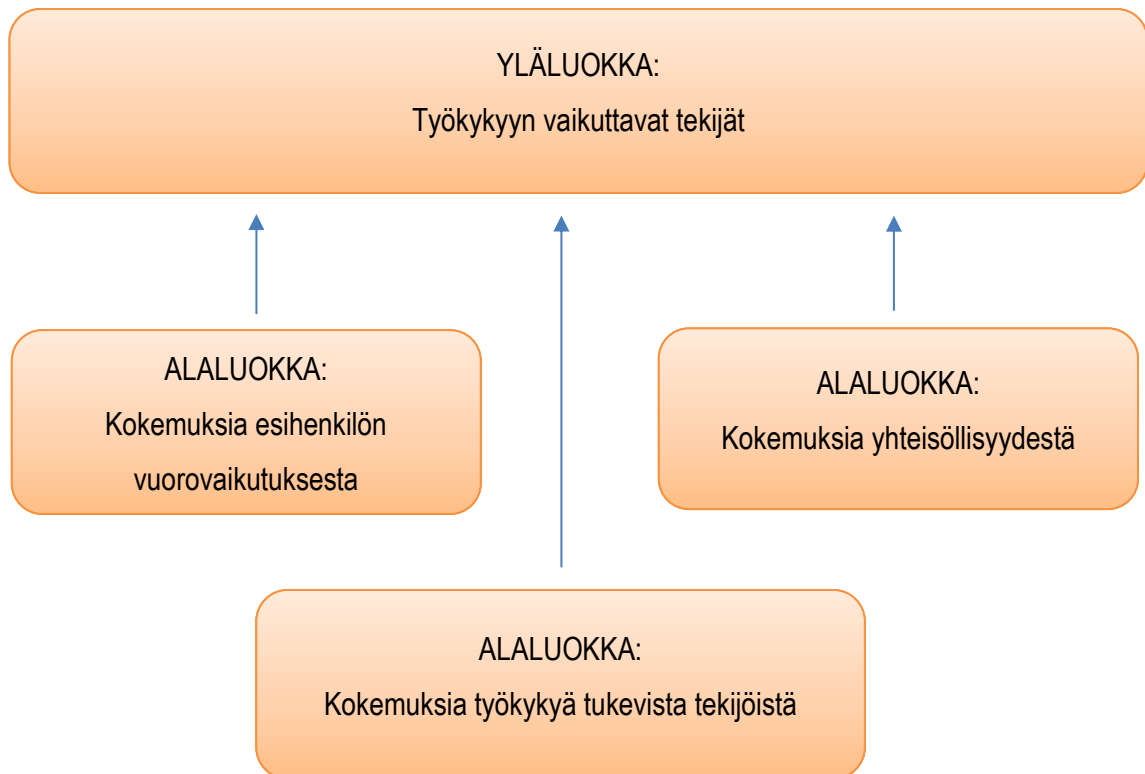 YLÄLUOKKA:
Työkykyyn vaikuttavat tekijät
ALALUOKKA:
Kokemuksia esihenkilön
vuorovaikutuksesta
ALALUOKKA:
Kokemuksia yhteisöllisyydestä
ALALUOKKA:
Kokemuksia työkykyä tukevista tekijöistä